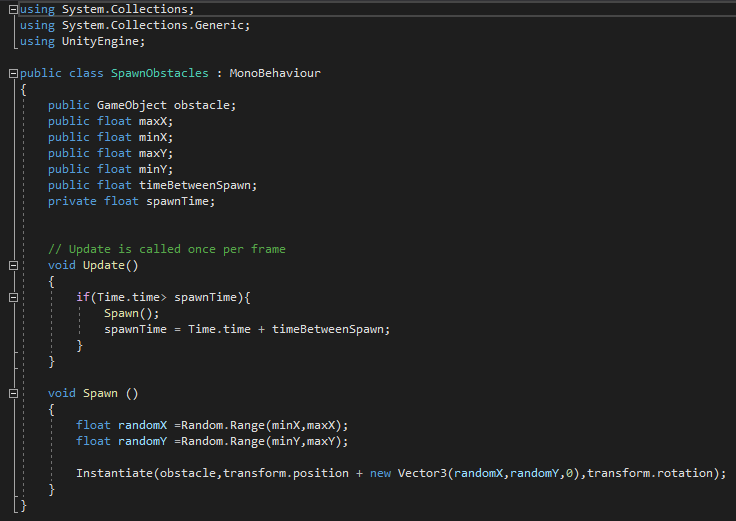 using System.Collections;
using System.Collections.Generic;
using UnityEngine;

public class SpawnObstacles : MonoBehaviour
{
    public GameObject obstacle;
    public float maxX;
    public float minX;
    public float maxY;
    public float minY;
    public float timeBetweenSpawn;
    private float spawnTime;


    // Update is called once per frame
    void Update()
    {
        if(Time.time> spawnTime){
            Spawn();
            spawnTime = Time.time + timeBetweenSpawn;
        }
    }

    void Spawn ()
    {
        float randomX =Random.Range(minX,maxX);
        float randomY =Random.Range(minY,maxY);

        Instantiate(obstacle,transform.position + new Vector3(randomX,randomY,0),transform.rotation);
    }
}